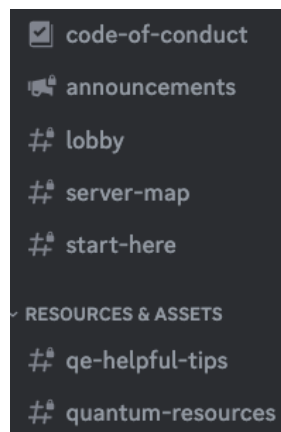 code-of-conduct
announcements
lobby
server-map
start-here
RESOURCES & ASSETS
qe-helpful-tips
quantum-resources